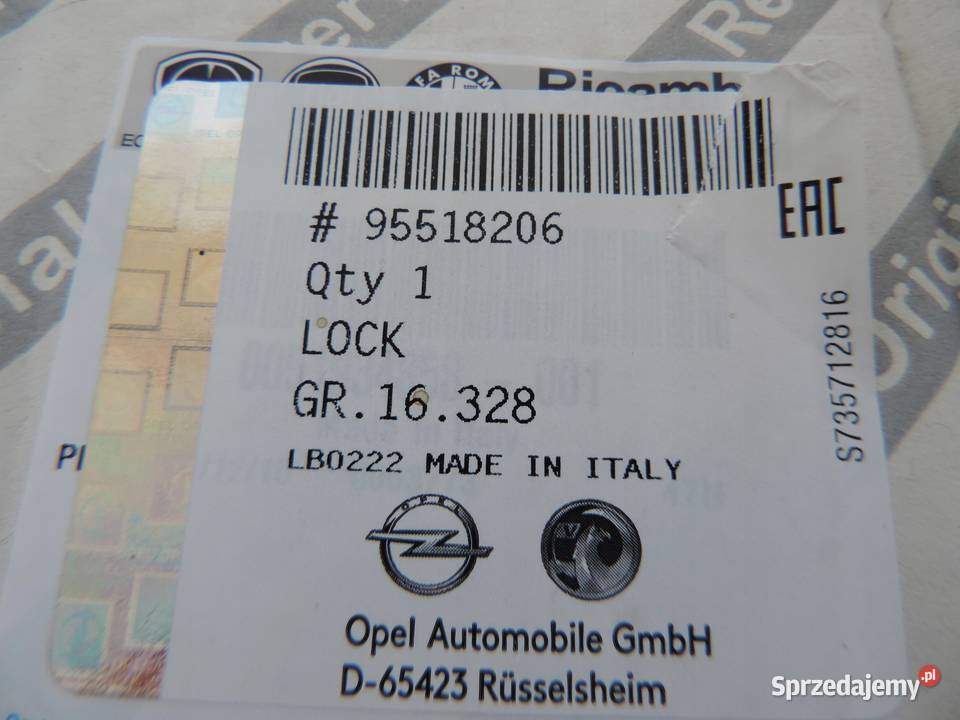 # 95518206
Qty 1
LOCK
GR.16.328
LB0222 MADE IN ITALY
EAC
S735712816
OPEL
Opel Automobile GmbH
D-65423 Rüsselsheim
Sprzedajemy.pl